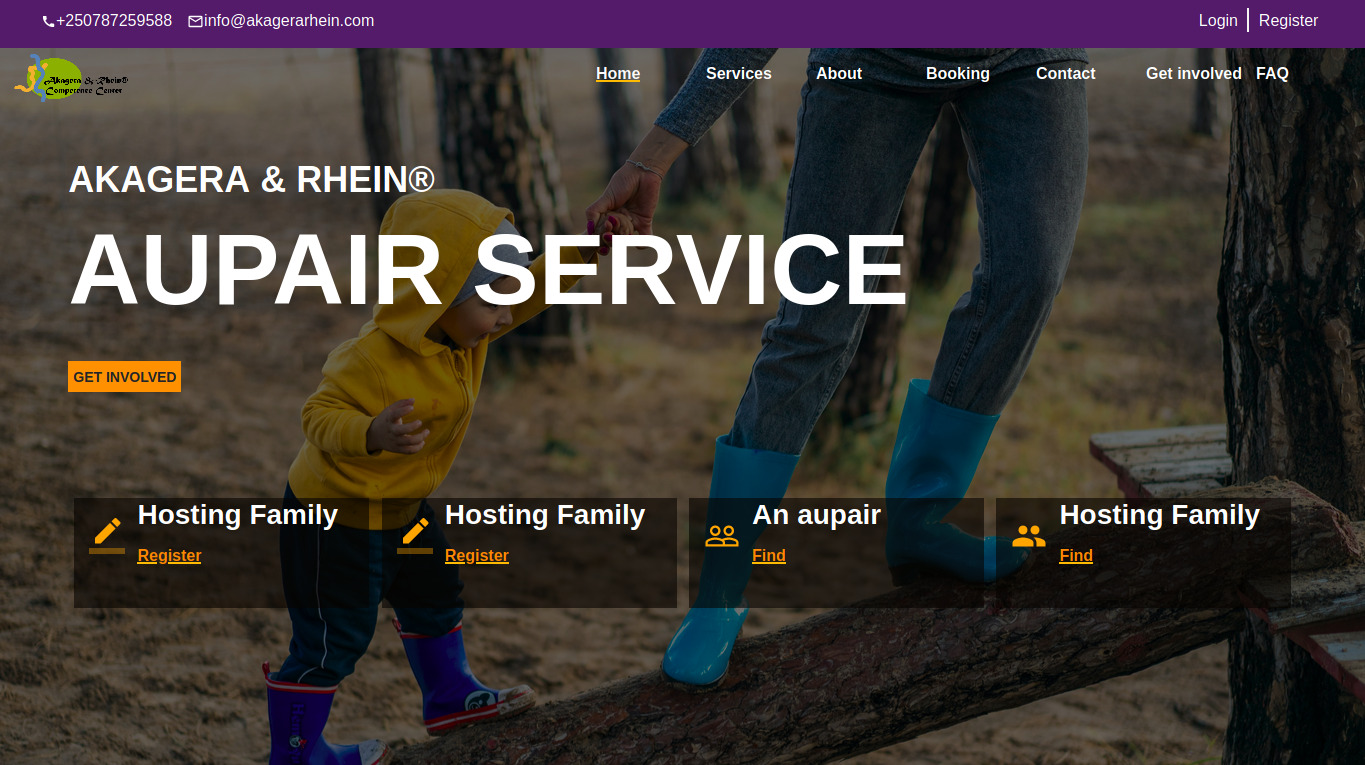 +250787259588 info@akagerarhein.com Login Register
Akagera & Rhein®
Competence Center
Home Services About Booking Contact Get involved FAQ
AKAGERA & RHEIN®
AUPAIR SERVICE
GET INVOLVED
Hosting Family Hosting Family An aupair Hosting Family
Register Register Find Find